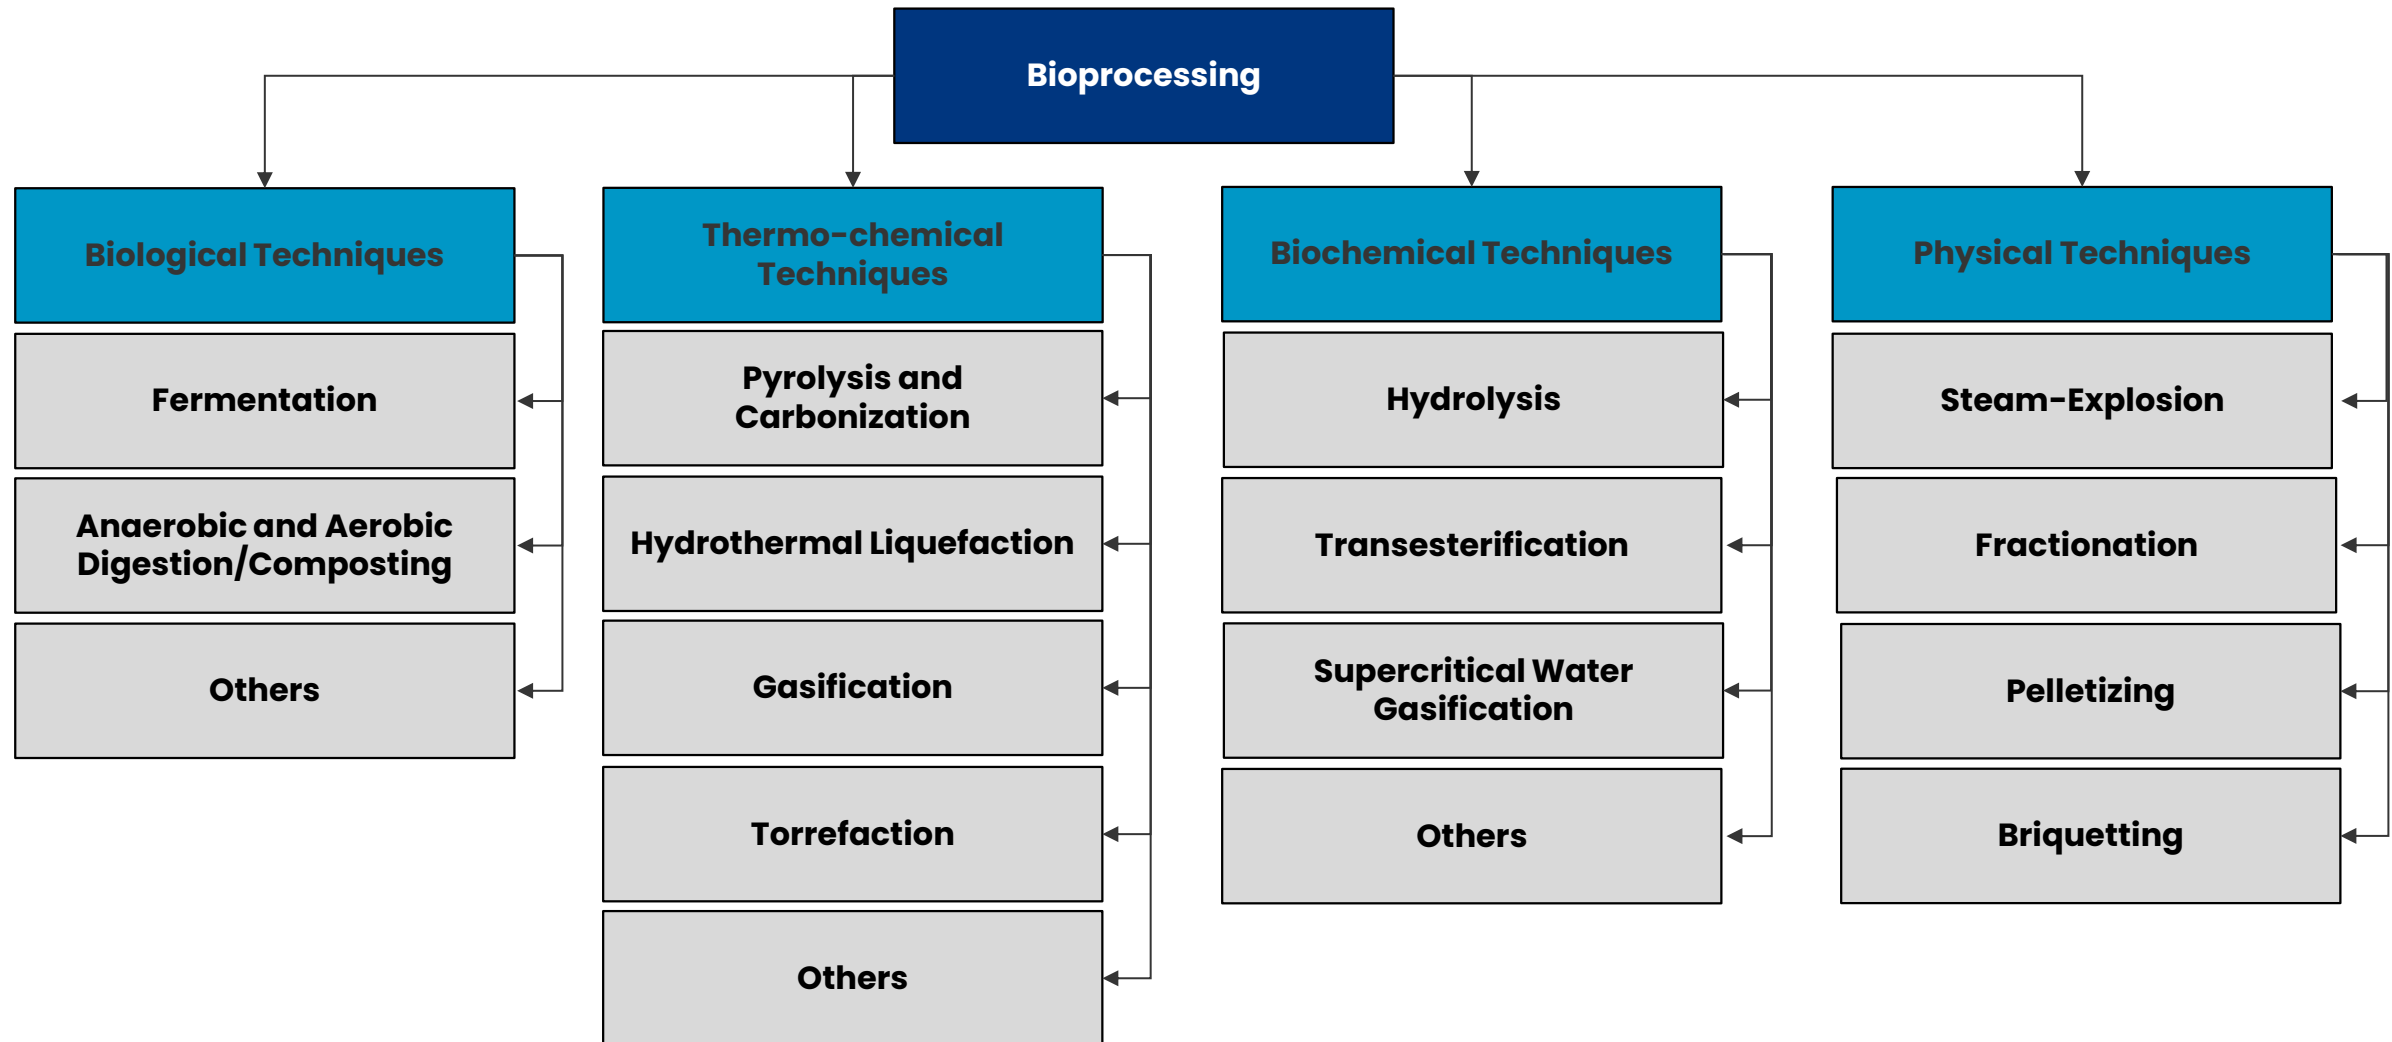 Bioprocessing
Biological Techniques
Fermentation
Anaerobic and Aerobic
Digestion/Composting
Others
Thermo-chemical
Techniques
Pyrolysis and
Carbonization
Hydrothermal Liquefaction
Gasification
Torrefaction
Others
Biochemical Techniques
Hydrolysis
Transesterification
Supercritical Water
Gasification
Others
Physical Techniques
Steam-Explosion
Fractionation
Pelletizing
Briquetting